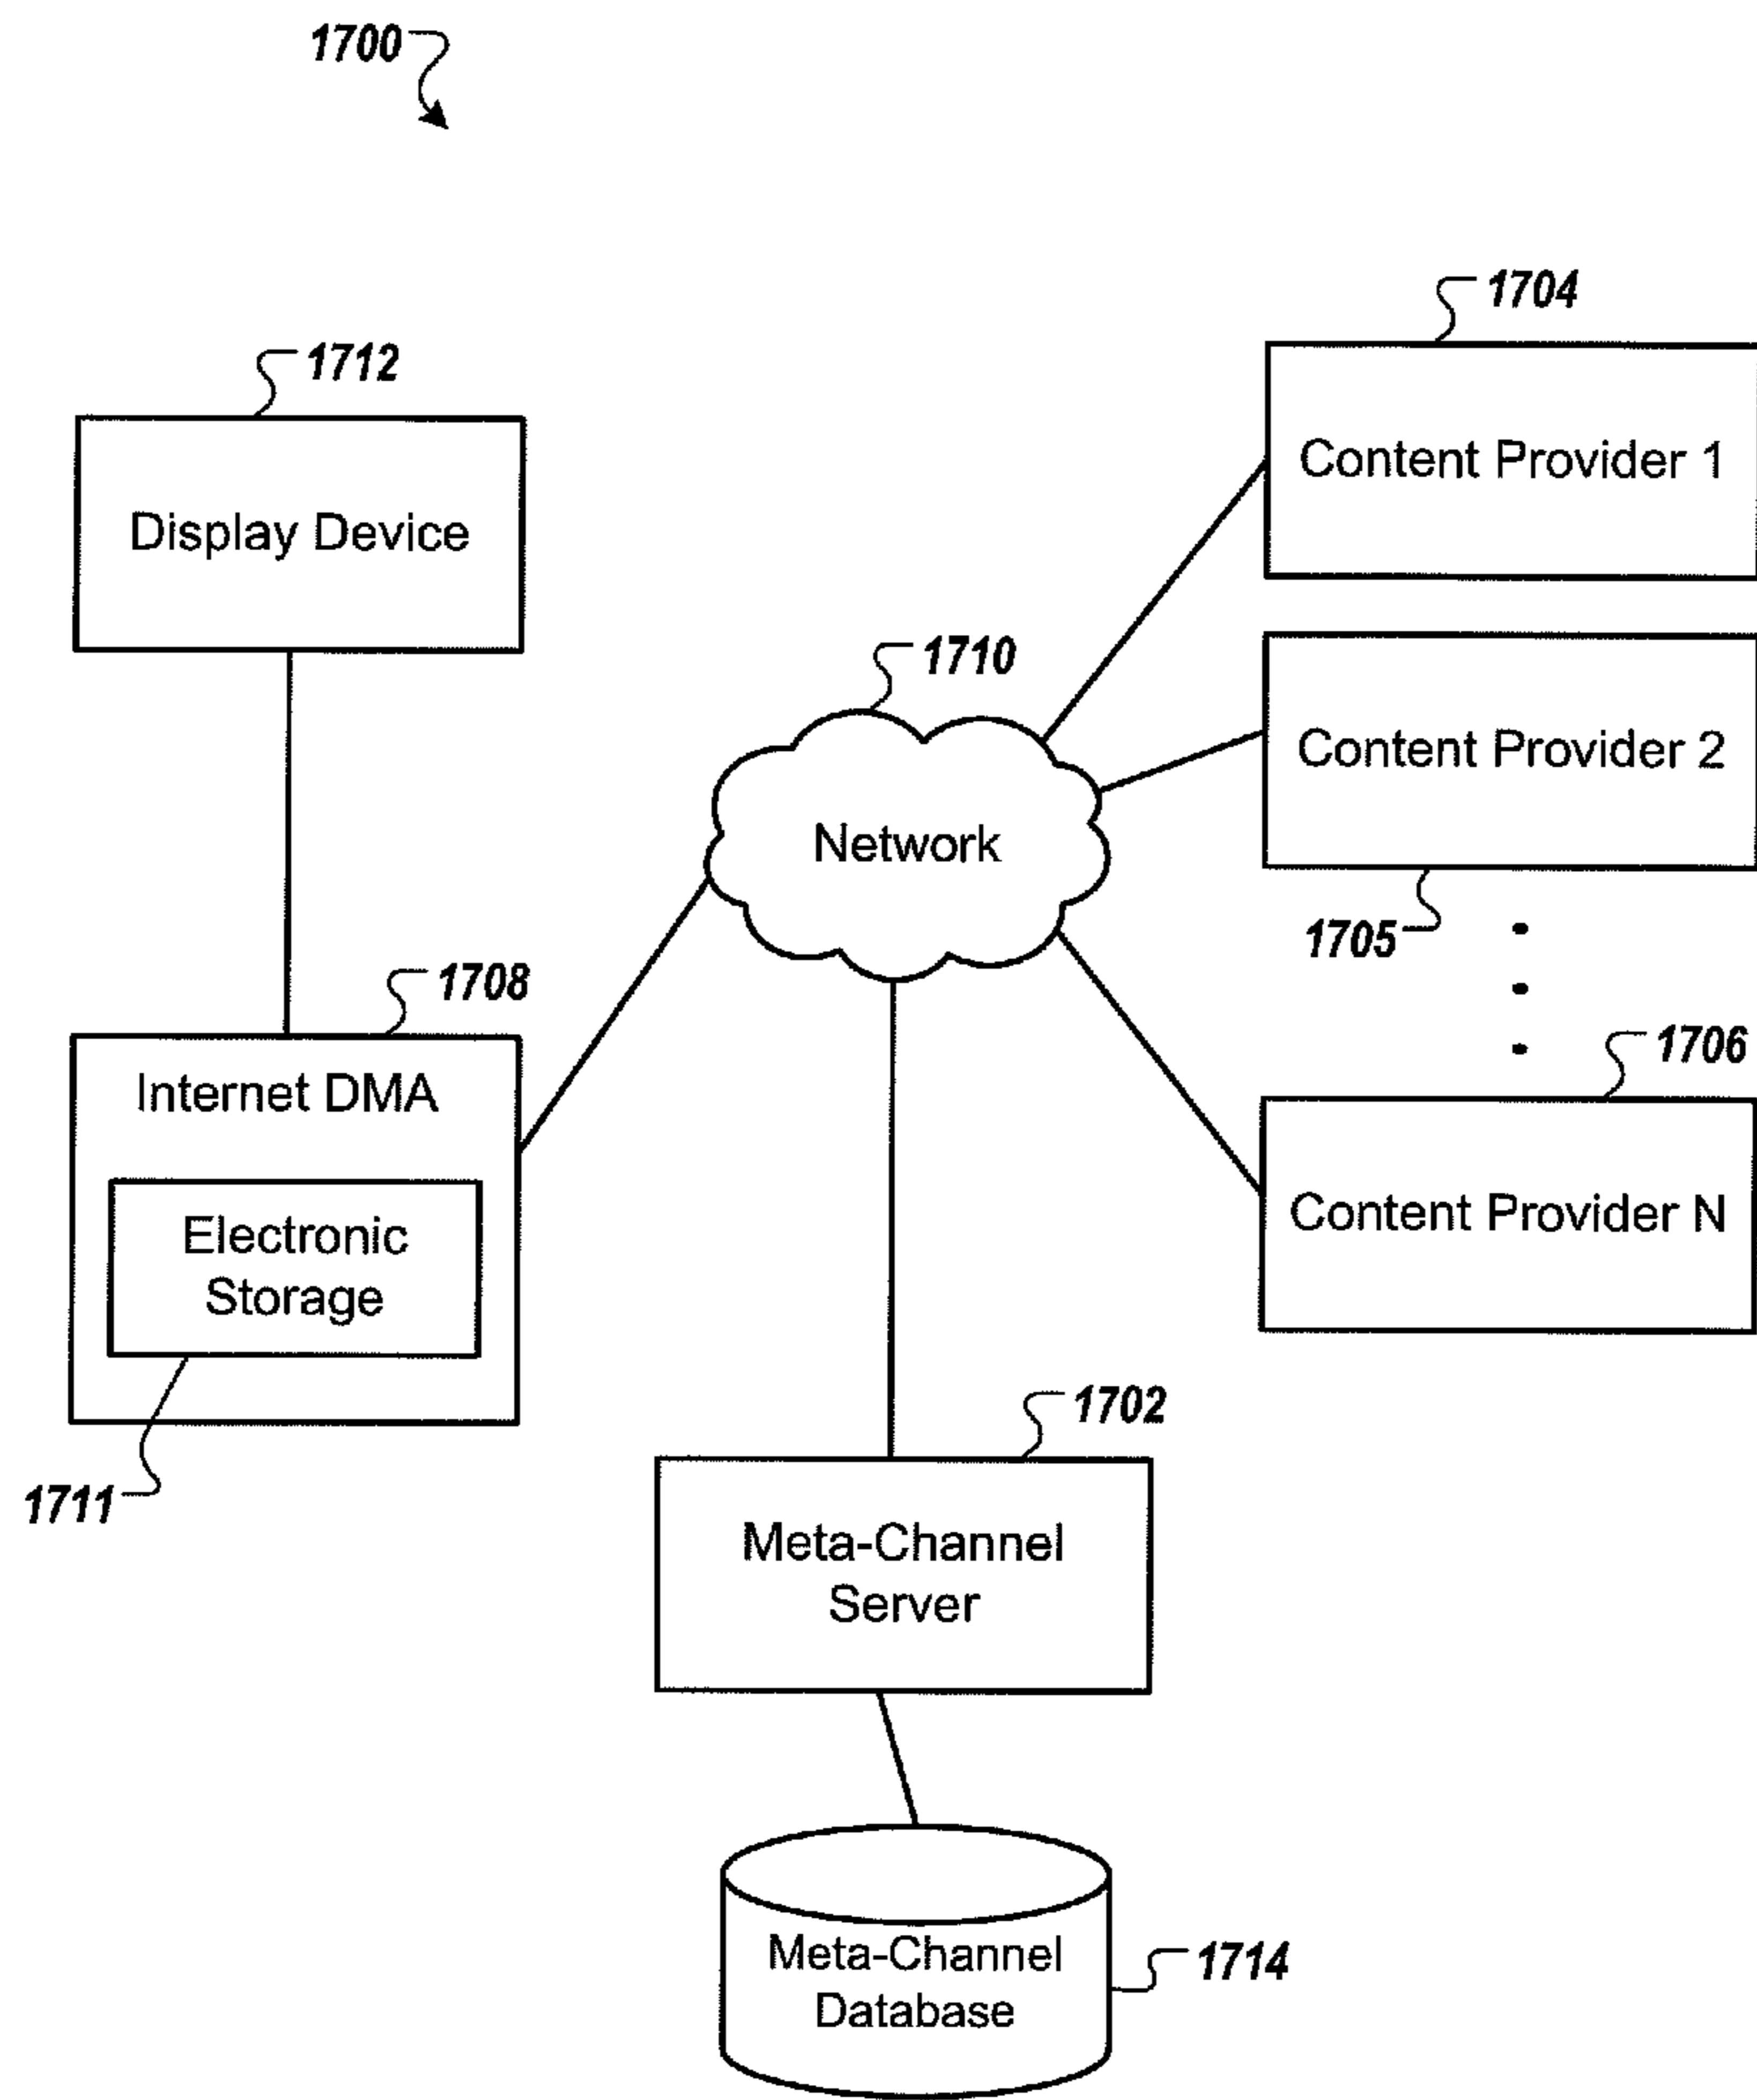 1700
1704
Content Provider 1
1712
Display Device
1710
Content Provider 2
Network
1705
1708
Internet DMA
1706
Electronic
Storage
Content Provider N
1711
1702
Meta-Channel
Server
Meta-Channel
Database
1714